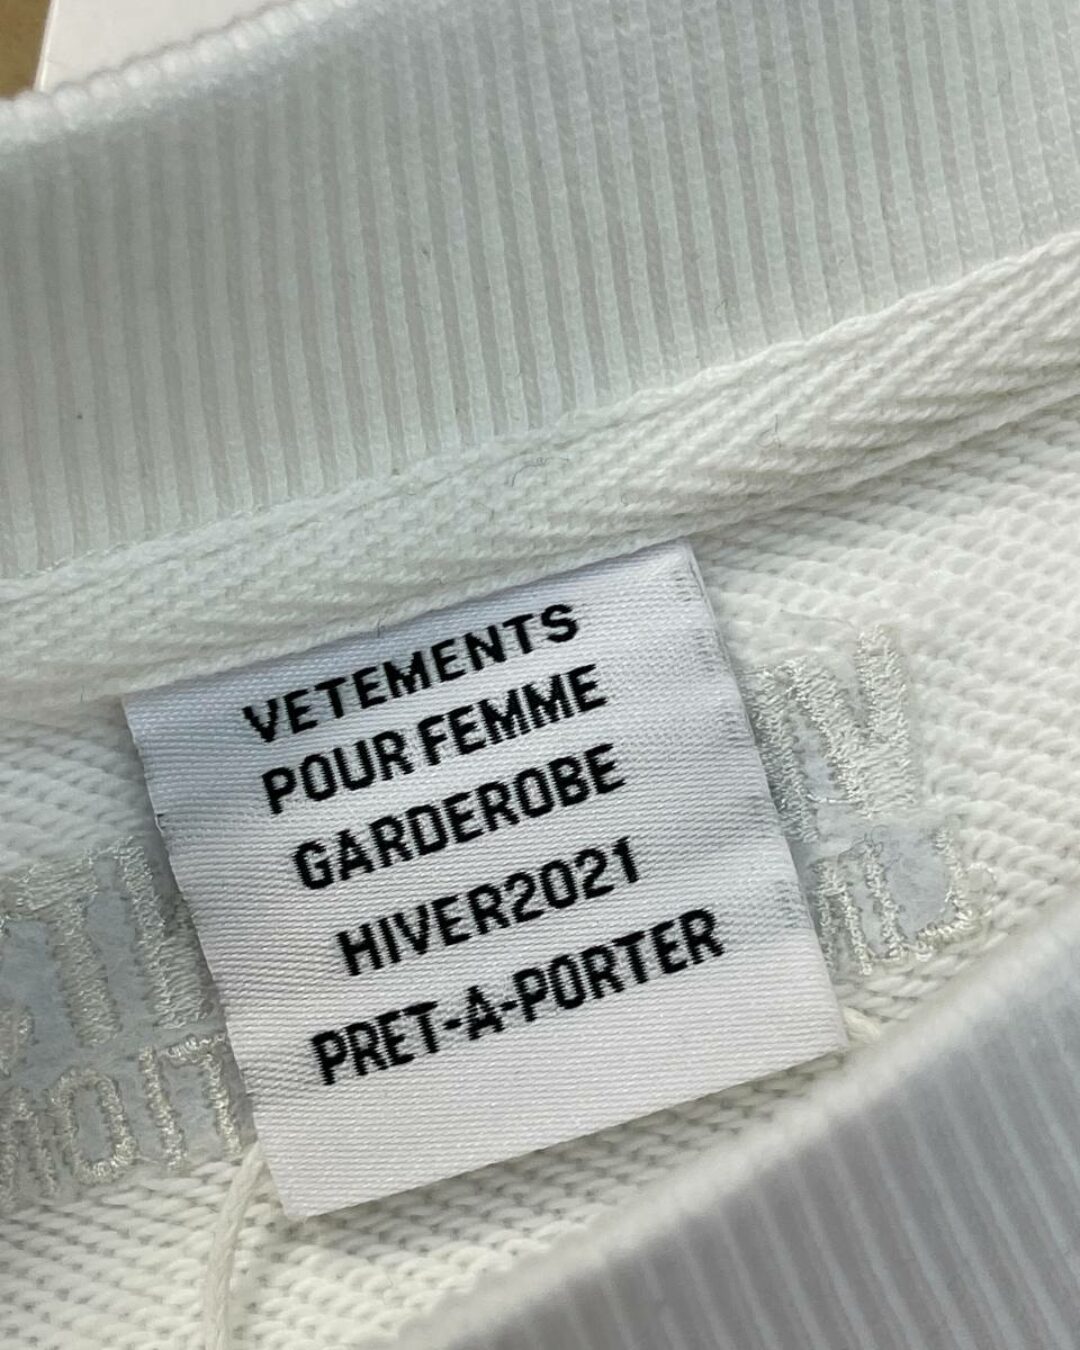 VETEMENTS
POUR FEMME
GARDEROBE
HIVER2021
PRET-A-PORTER